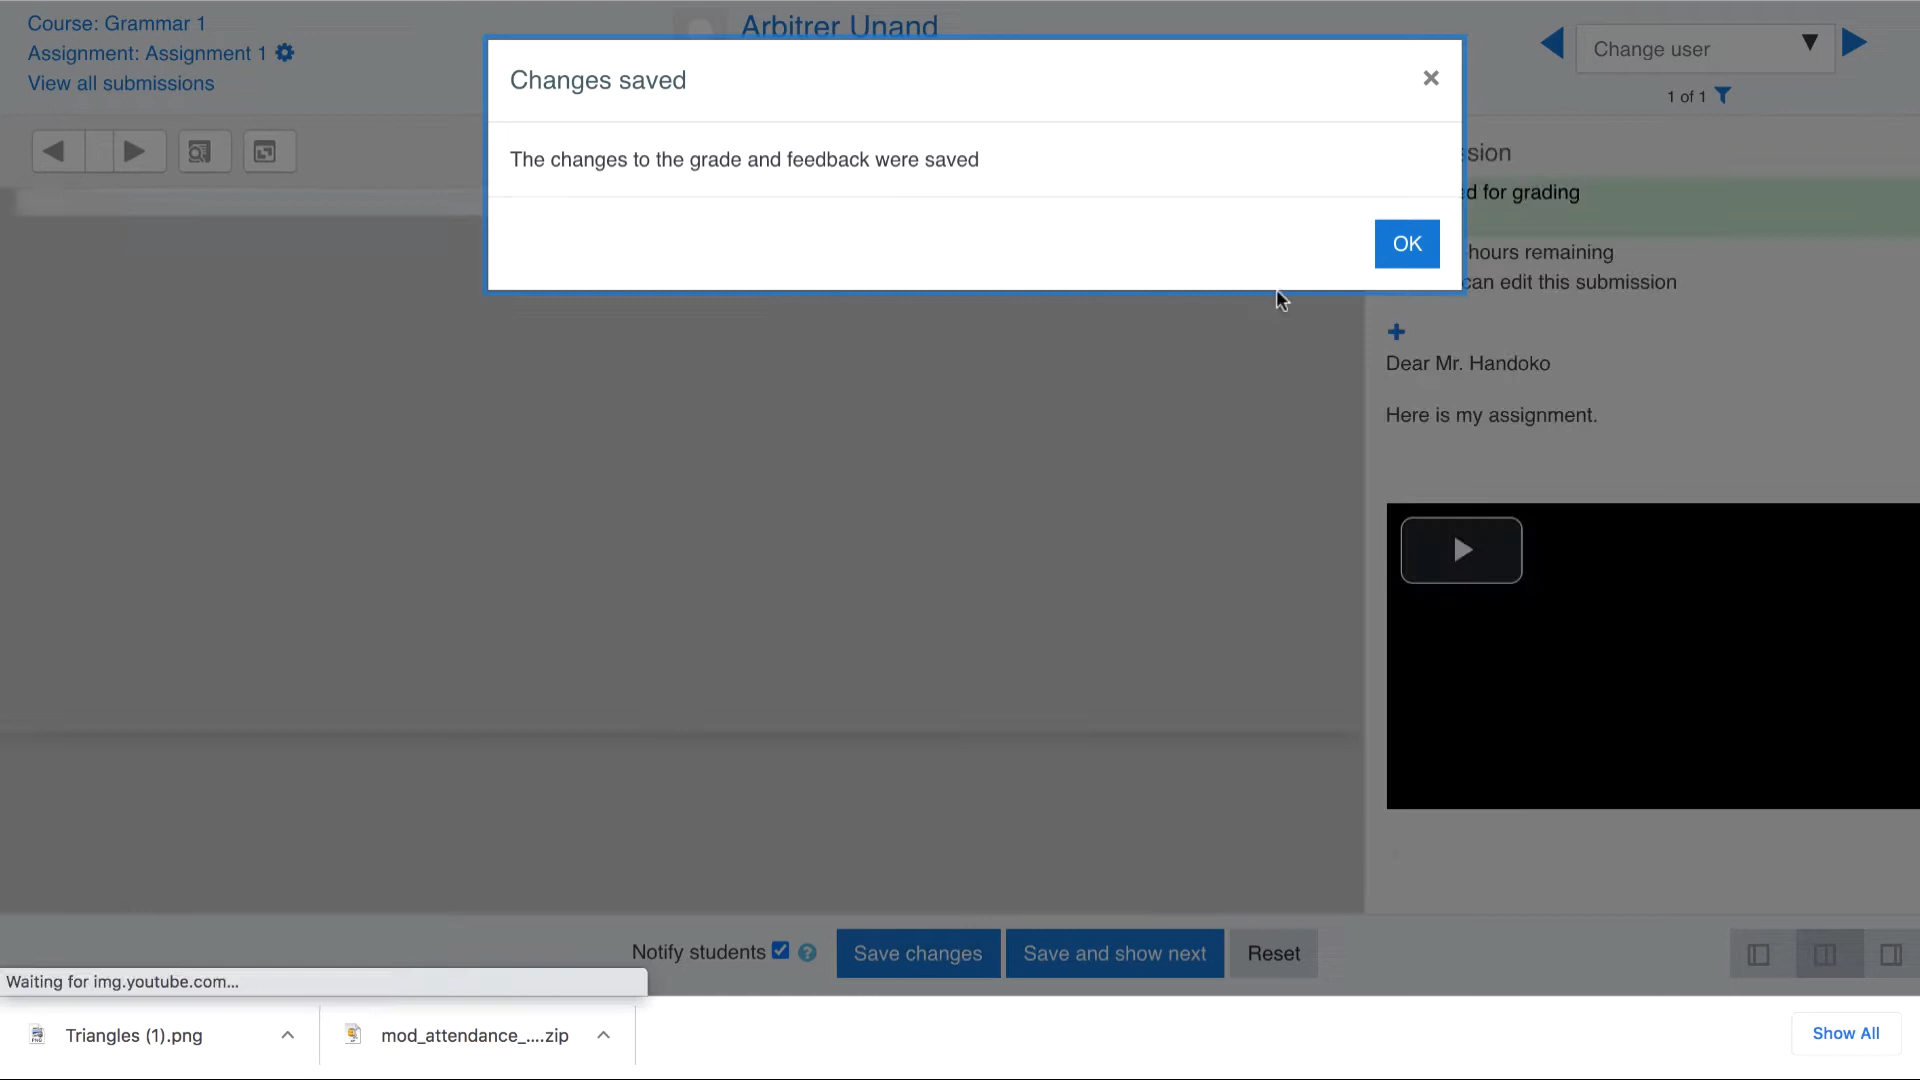 Course: Grammar 1
Assignment: Assignment 1
View all submissions
Arbitrer Unand
Change user
1 of 1
Changes saved
The changes to the grade and feedback were saved
OK
for grading
hours remaining
can edit this submission
Dear Mr. Handoko
Here is my assignment.
Notify students
Save changes
Save and show next
Reset
Waiting for img.youtube.com...
Triangles (1).png
mod_attendance_....zip
Show All